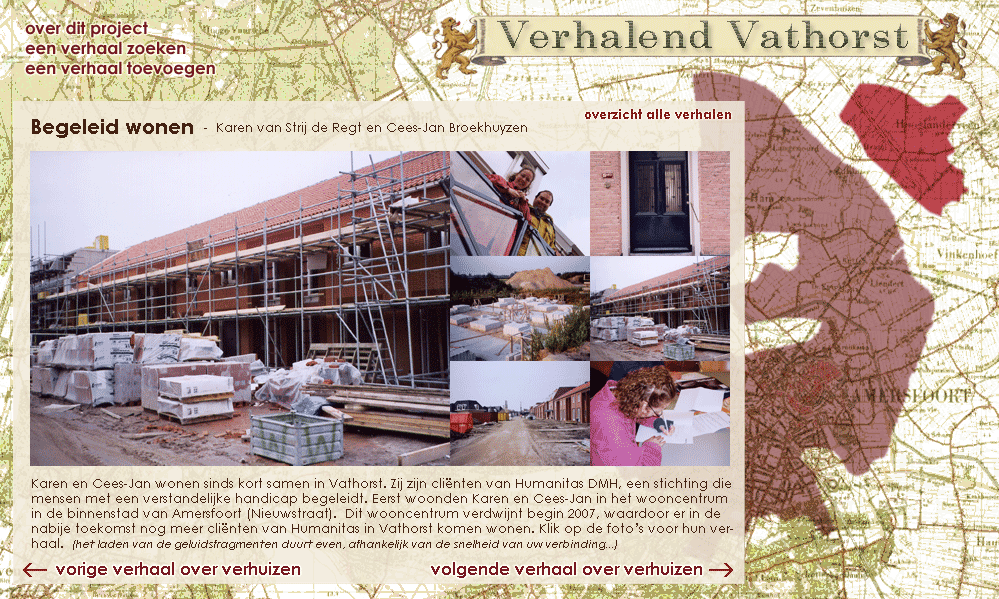 over dit project
een verhaal zoeken
een verhaal toevoegen
Verhalend Vathorst
overzicht alle verhalen
Begeleid wonen - Karen van Strij de Regt en Cees-Jan Broekhuyzen
Karen en Cees-Jan wonen sinds kort samen in Vathorst. Zij zijn cliënten van Humanitas DMH, een stichting die
mensen met een verstandelijke handicap begeleidt. Eerst woonden Karen en Cees-Jan in het wooncentrum
in de binnenstad van Amersfoort (Nieuwstraat).  Dit wooncentrum verdwijnt begin 2007, waardoor er in de
nabije toekomst nog meer cliënten van Humanitas in Vathorst komen wonen. Klik op de foto's voor hun ver-
haal.  (het laden van de geluidsfragmenten duurt even, afhankelijk van de snelheid van uw verbinding...)
← vorige verhaal over verhuizen
volgende verhaal over verhuizen →
Zevenhuizen
Hooglanderveen
Vinkenhoef
AMERSFOORT